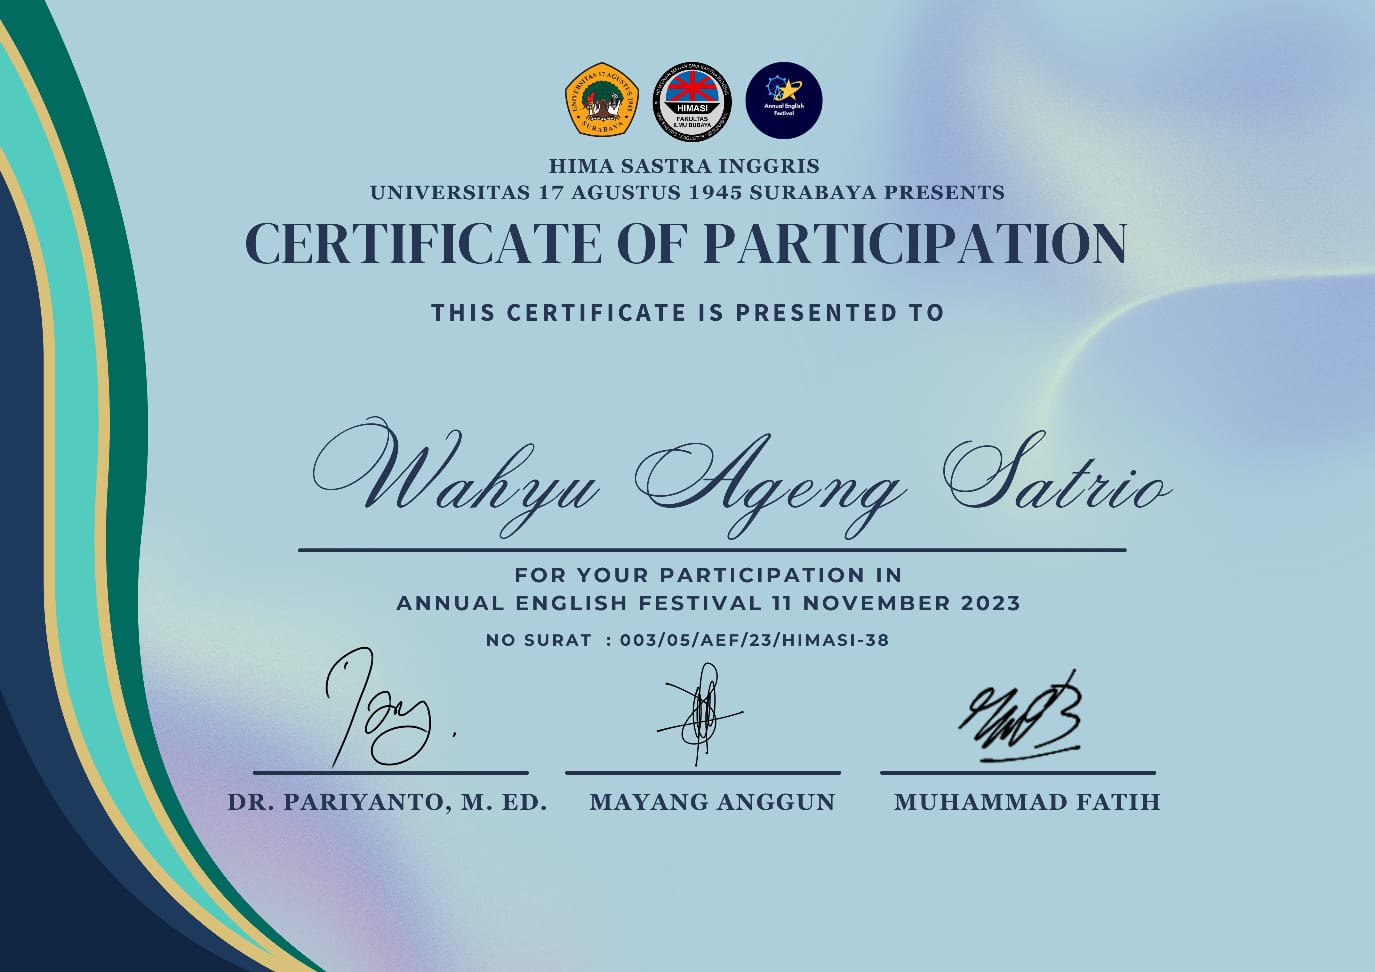 UNIVERSITAS 17 AGUSTUS 1945
SURABAYA
HIMASI
FAKULTAS
ILMU BUDAYA
Annual English
Festival
HIMA SASTRA INGGRIS
UNIVERSITAS 17 AGUSTUS 1945 SURABAYA PRESENTS
CERTIFICATE OF PARTICIPATION
THIS CERTIFICATE IS PRESENTED TO
Wahyu Ageng Satrio
FOR YOUR PARTICIPATION IN
ANNUAL ENGLISH FESTIVAL 11 NOVEMBER 2023
NO SURAT : 003/05/AEF/23/HIMASI-38
DR. PARIYANTO, M. ED. MAYANG ANGGUN MUHAMMAD FATIH